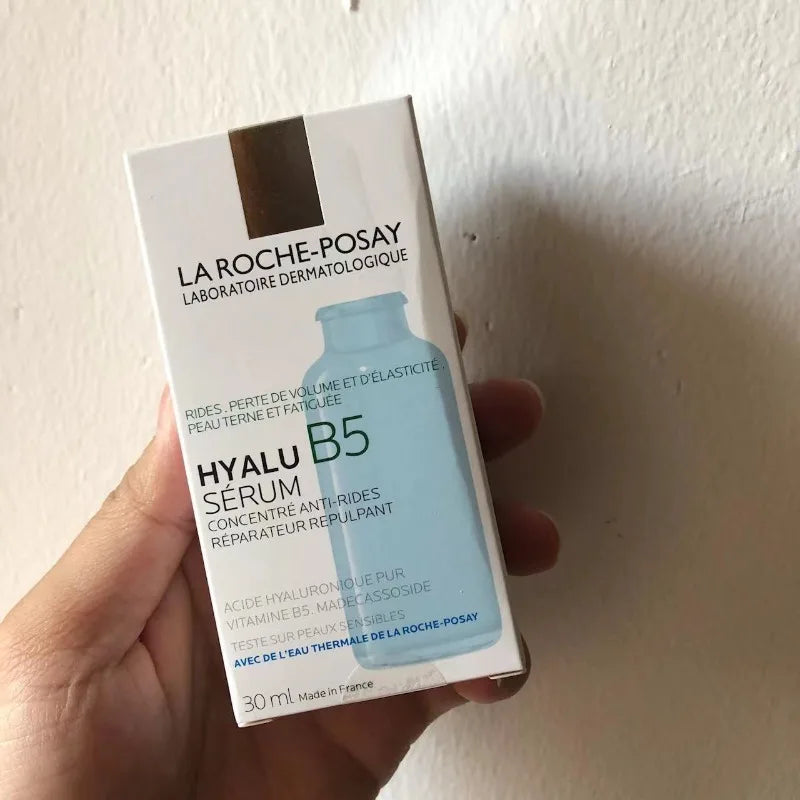 LA ROCHE-POSAY
LABORATOIRE DERMATOLOGIQUE
RIDES . PERTE DE VOLUME ET D'ÉLASTICITÉ .
PEAU TERNE ET FATIGUÉE
HYALU B5
SÉRUM
CONCENTRÉ ANTI-RIDES
RÉPARATEUR REPULPANT
ACIDE HYALURONIQUE PUR
VITAMINE B5. MADECASSOSIDE
TESTÉ SUR PEAUX SENSIBLES
AVEC DE L'EAU THERMALE DE LA ROCHE-POSAY
30 ml Made in France